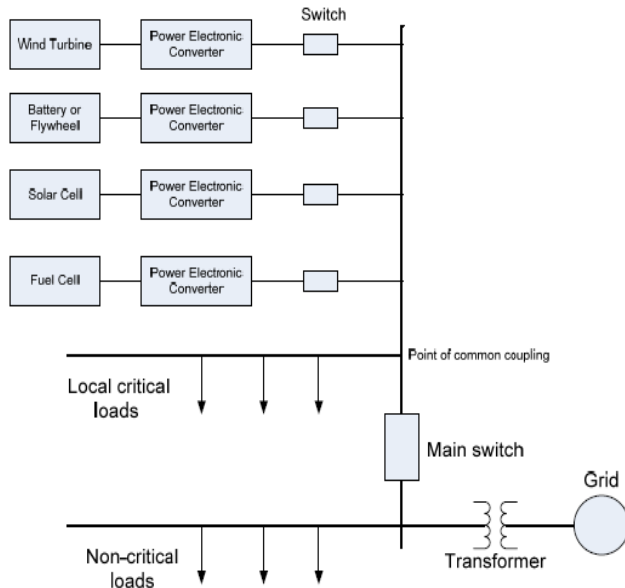 Switch
Wind Turbine
Power Electronic
Converter
Battery or
Flywheel
Power Electronic
Converter
Solar Cell
Power Electronic
Converter
Fuel Cell
Power Electronic
Converter
Point of common coupling
Local critical
loads
Main switch
Grid
Transformer
Non-critical
loads